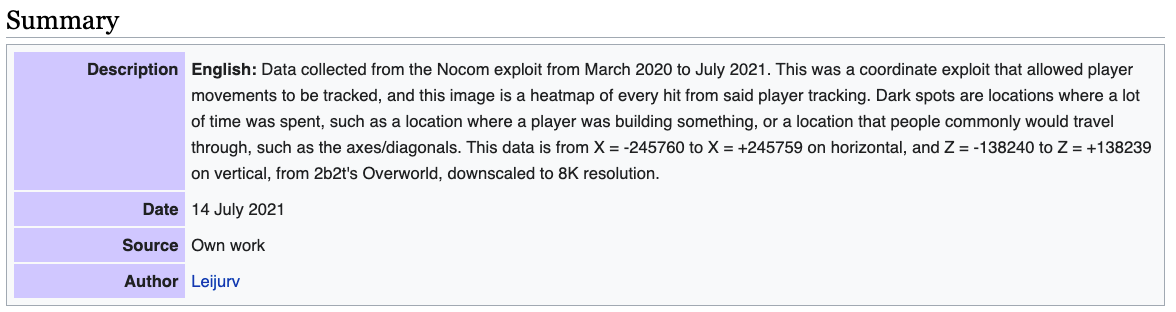 Summary
Description English: Data collected from the Nocom exploit from March 2020 to July 2021. This was a coordinate exploit that allowed player
movements to be tracked, and this image is a heatmap of every hit from said player tracking. Dark spots are locations where a lot
of time was spent, such as a location where a player was building something, or a location that people commonly would travel
through, such as the axes/diagonals. This data is from X = -245760 to X = +245759 on horizontal, and Z = -138240 to Z = +138239
on vertical, from 2b2t's Overworld, downscaled to 8K resolution.
Date 14 July 2021
Source Own work
Author Leijurv